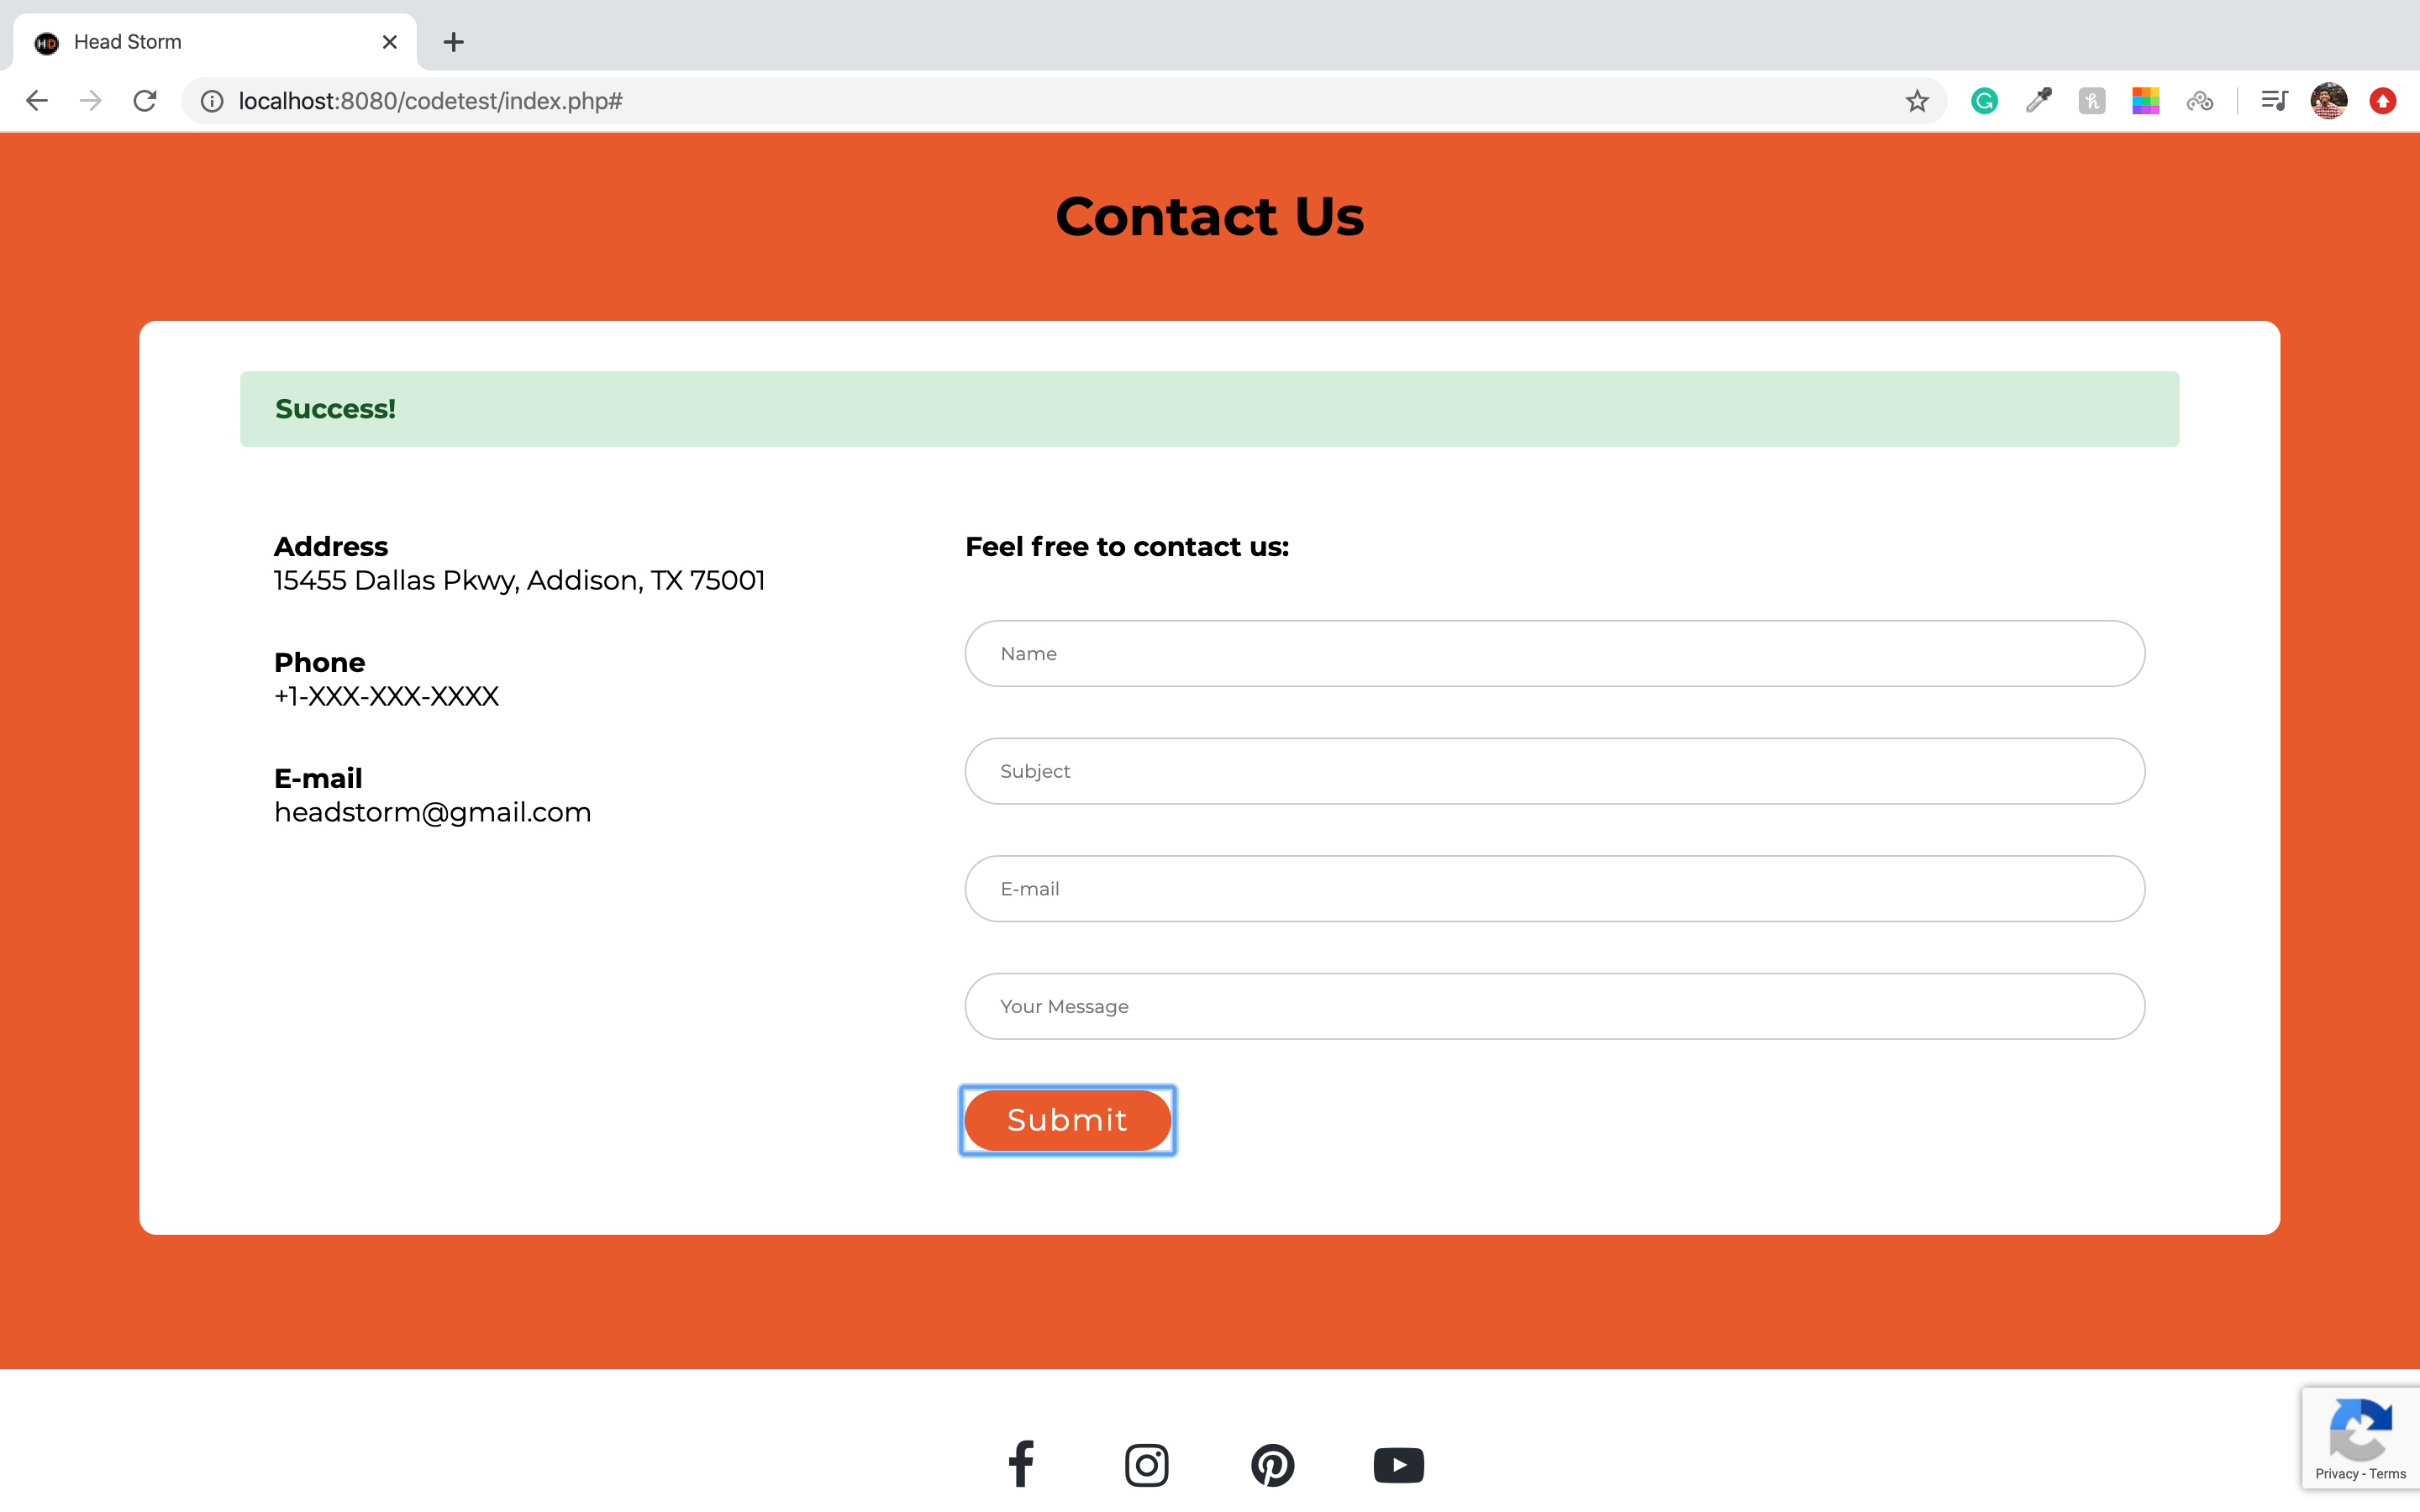 HD Head Storm
localhost:8080/codetest/index.php#
Contact Us
Success!
Address
15455 Dallas Pkwy, Addison, TX 75001
Phone
+1-XXX-XXX-XXXX
E-mail
headstorm@gmail.com
Feel free to contact us:
Name
Subject
E-mail
Your Message
Submit
Privacy - Terms